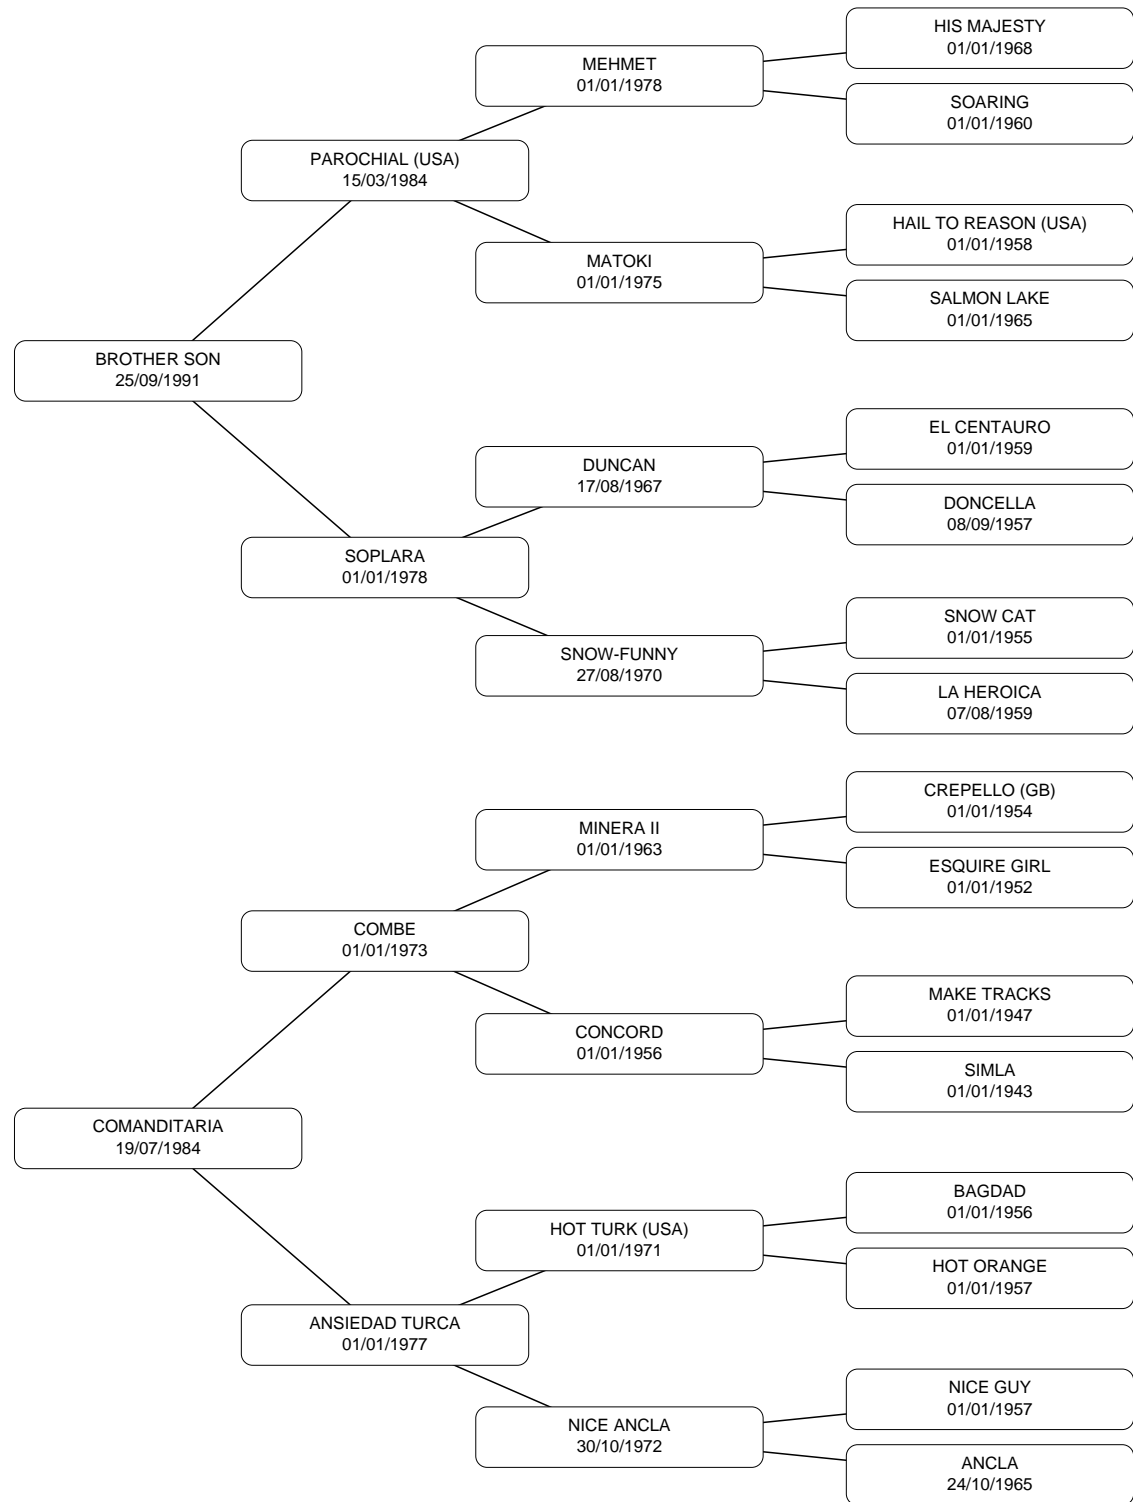 HIS MAJESTY
01/01/1968
MEHMET
01/01/1978
SOARING
01/01/1960
PAROCHIAL (USA)
15/03/1984
HAIL TO REASON (USA)
01/01/1958
MATOKI
01/01/1975
SALMON LAKE
01/01/1965
BROTHER SON
25/09/1991
EL CENTAURO
01/01/1959
DUNCAN
17/08/1967
DONCELLA
08/09/1957
SOPLARA
01/01/1978
SNOW CAT
01/01/1955
SNOW-FUNNY
27/08/1970
LA HEROICA
07/08/1959
CREPELLO (GB)
01/01/1954
MINERA II
01/01/1963
ESQUIRE GIRL
01/01/1952
COMBE
01/01/1973
MAKE TRACKS
01/01/1947
CONCORD
01/01/1956
SIMLA
01/01/1943
COMANDITARIA
19/07/1984
BAGDAD
01/01/1956
HOT TURK (USA)
01/01/1971
HOT ORANGE
01/01/1957
ANSIEDAD TURCA
01/01/1977
NICE GUY
01/01/1957
NICE ANCLA
30/10/1972
ANCLA
24/10/1965